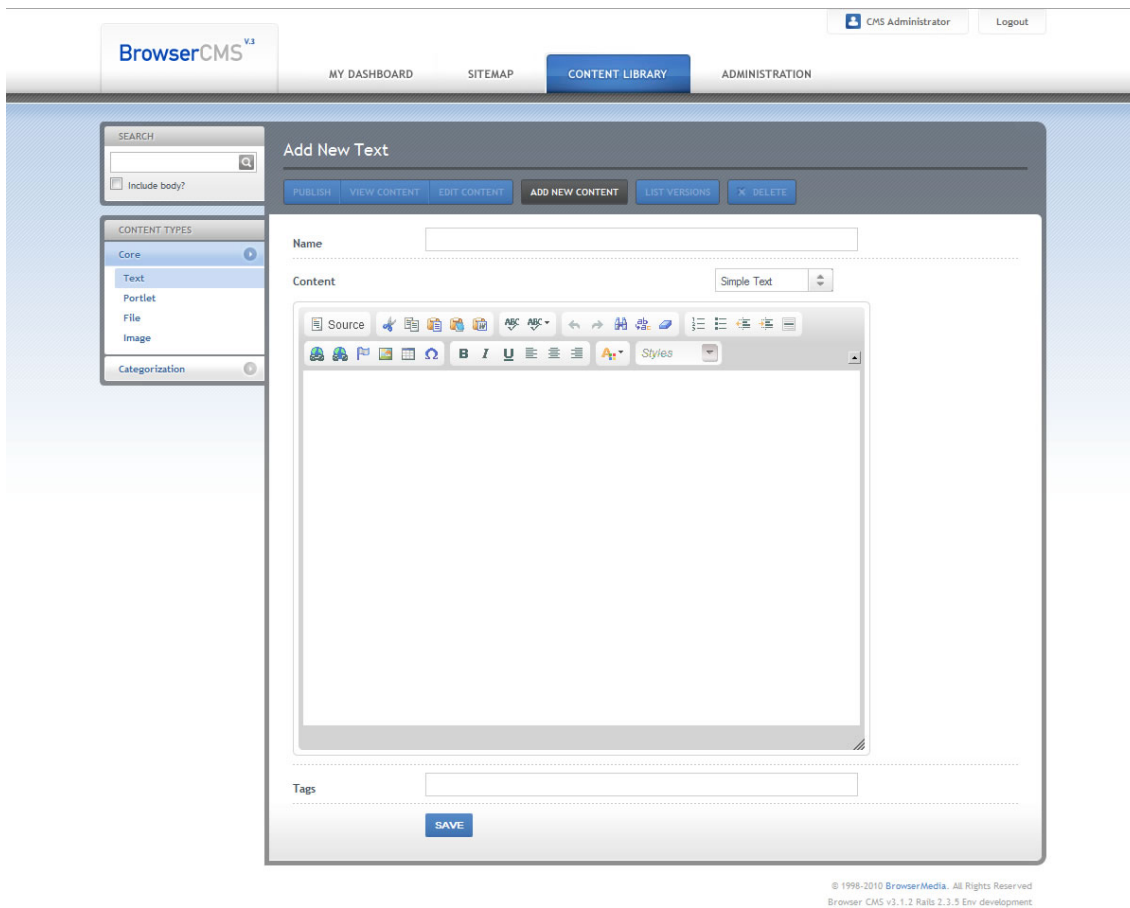 CMS Administrator Logout
BrowserCMS V.3
MY DASHBOARD SITEMAP CONTENT LIBRARY ADMINISTRATION
SEARCH
Include body?
CONTENT TYPES
Core
Text
Portlet
File
Image
Categorization
Add New Text
PUBLISH VIEW CONTENT EDIT CONTENT ADD NEW CONTENT LIST VERSIONS × DELETE
Name
Content Simple Text
Source ABC ABC
B I U Styles
Tags
SAVE
© 1998-2010 BrowserMedia. All Rights Reserved
Browser CMS v3.1.2 Rails 2.3.5 Env development